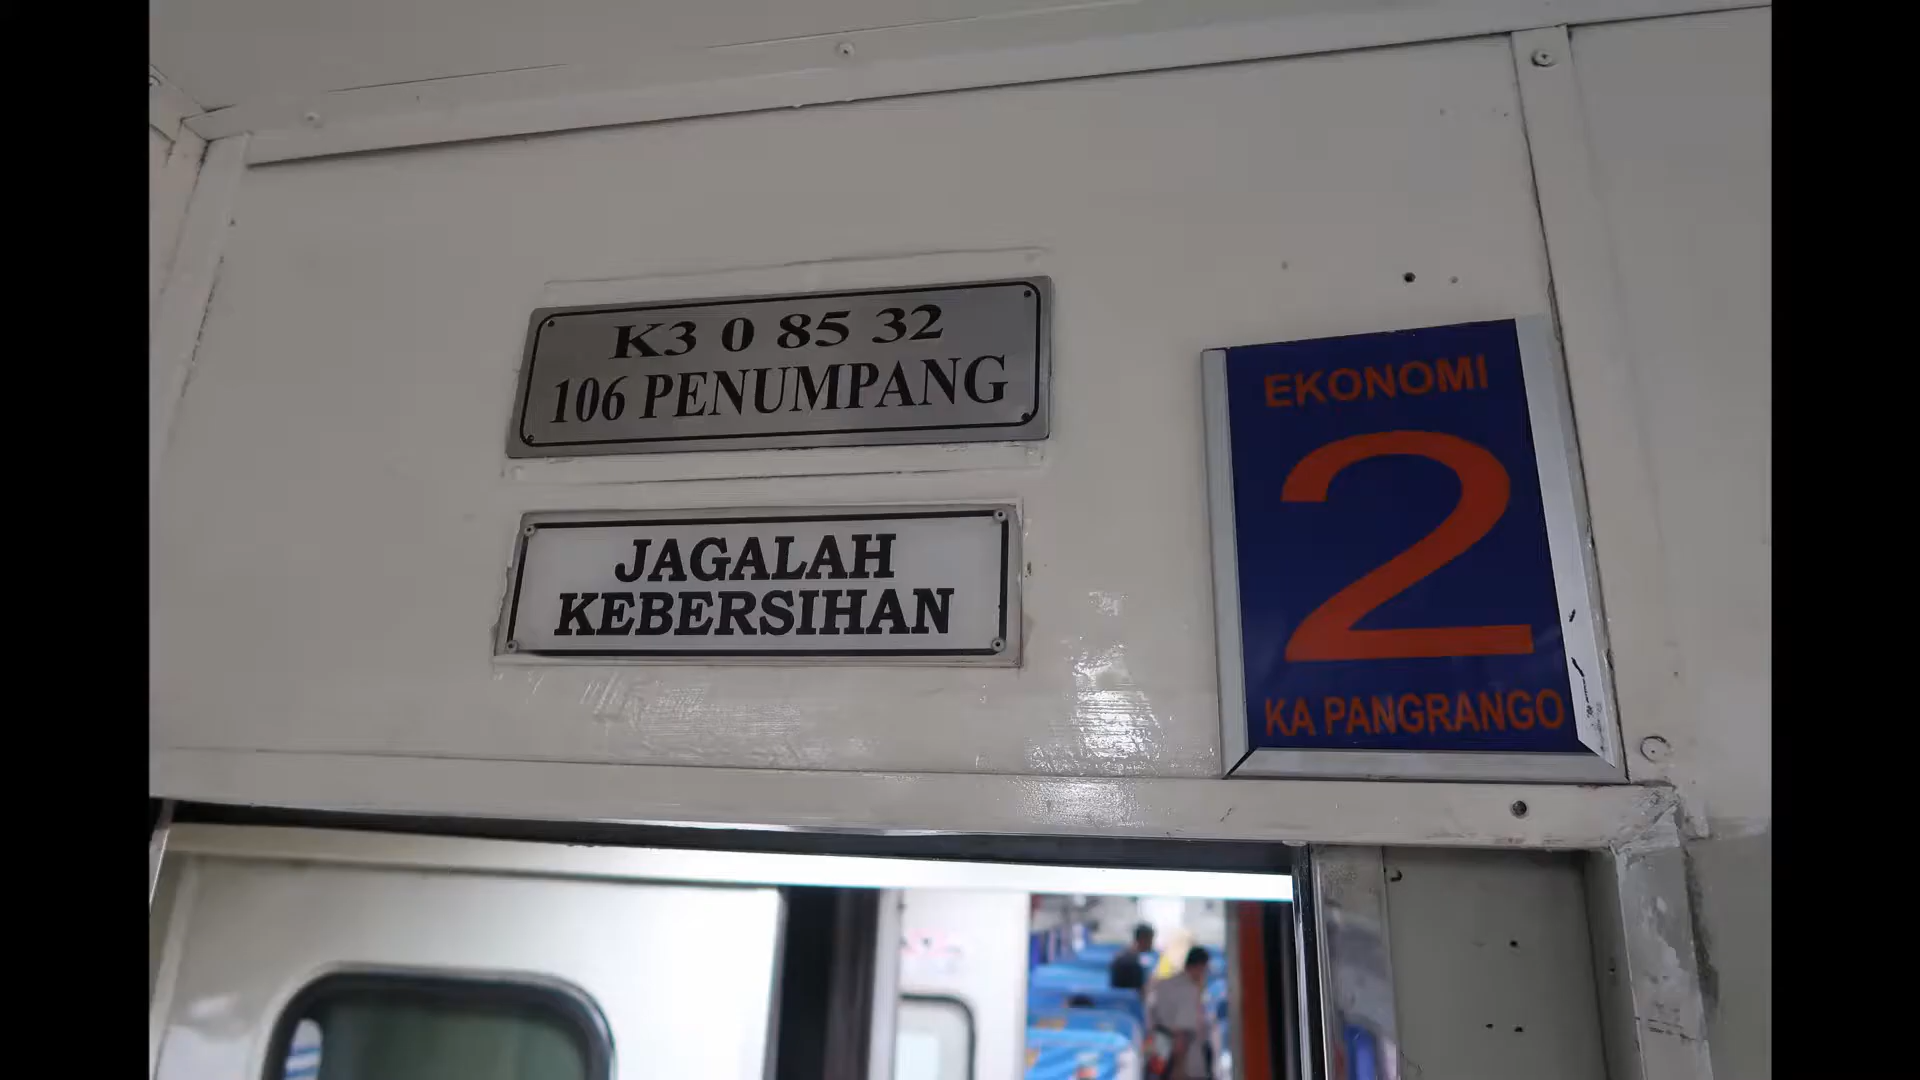 K3 0 85 32
106 PENUMPANG
JAGALAH
KEBERSIHAN
EKONOMI
2
KA PANGRANGO